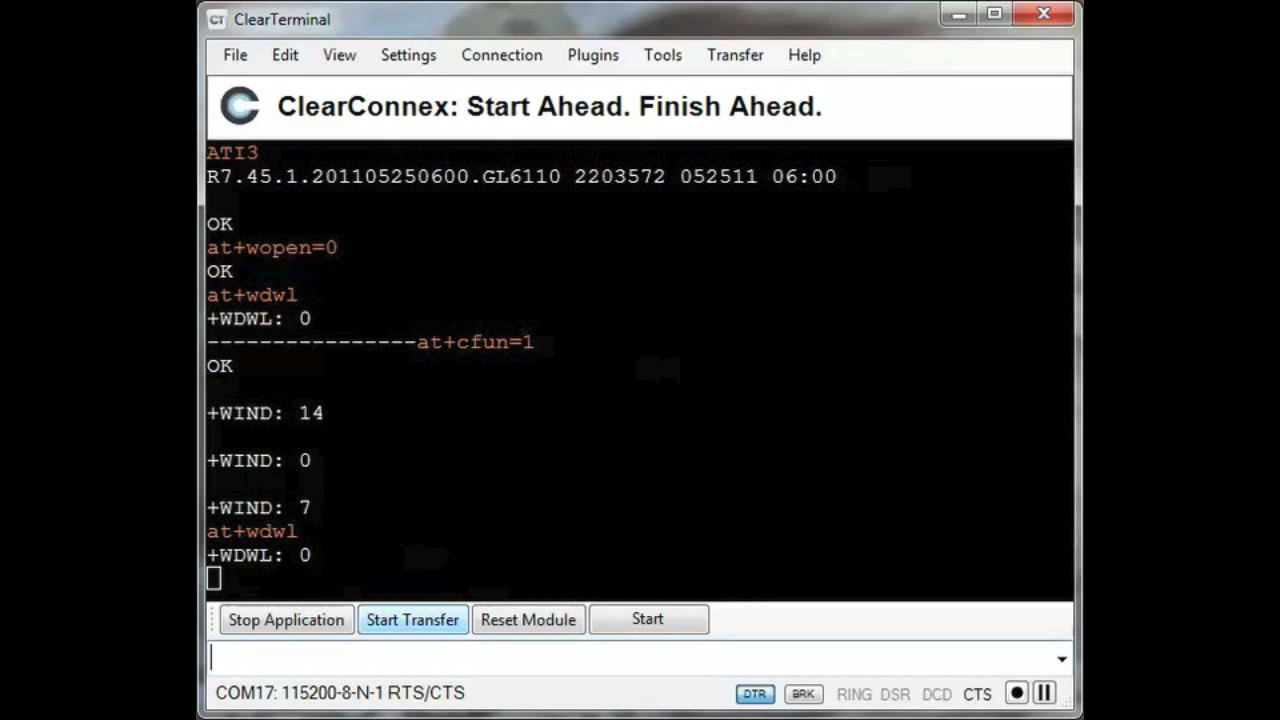 CT ClearTerminal
File Edit View Settings Connection Plugins Tools Transfer Help
ClearConnex: Start Ahead. Finish Ahead.
ATI3
R7.45.1.201105250600.GL6110 2203572 052511 06:00
OK
at+wopen=0
OK
at+wdwl
+WDWL: 0
----------------at+cfun=1
OK
+WIND: 14
+WIND: 0
+WIND: 7
at+wdwl
+WDWL: 0
Stop Application Start Transfer Reset Module Start
COM17: 115200-8-N-1 RTS/CTS DTR BRK RING DSR DCD CTS